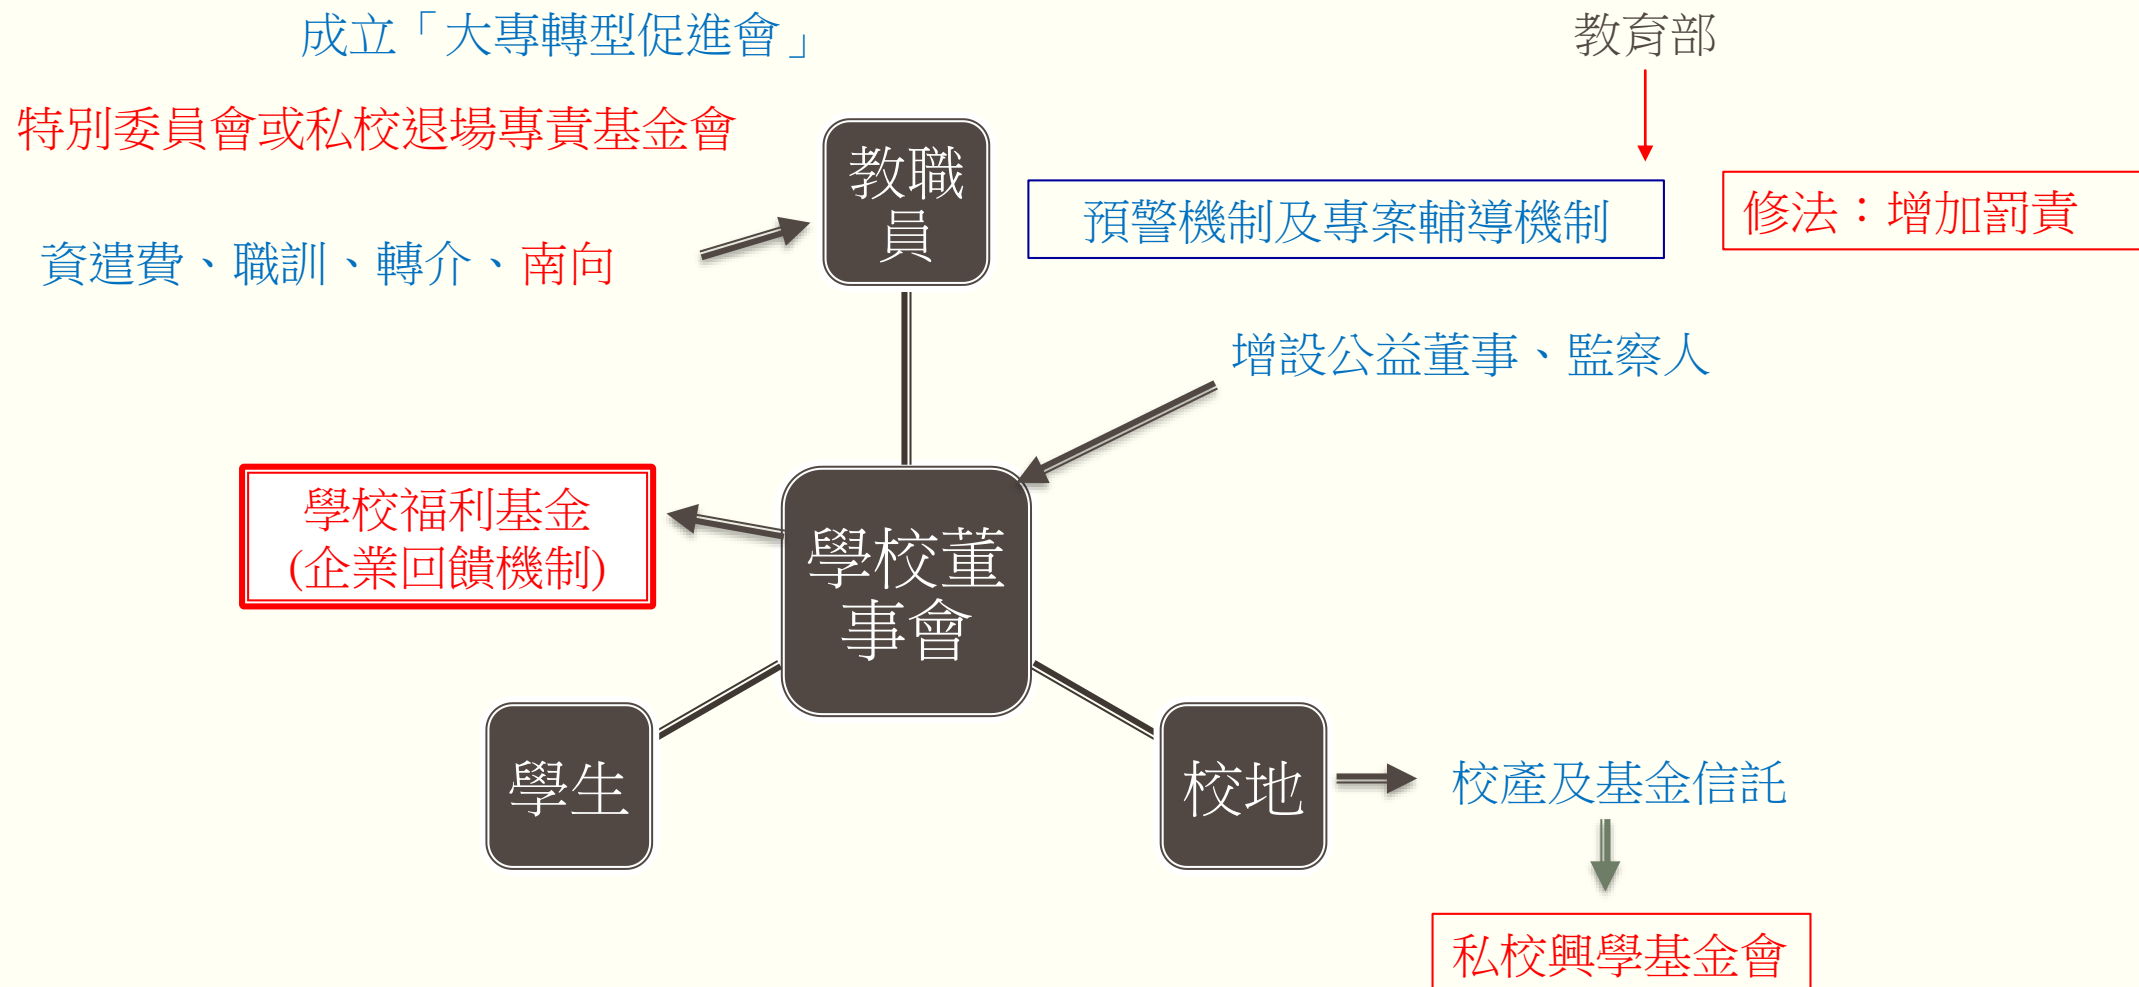 成立「大專轉型促進會」
教育部
特別委員會或私校退場專責基金會
教職
員
預警機制及專案輔導機制
修法：增加罰責
資遣費、職訓、轉介、南向
增設公益董事、監察人
學校福利基金
(企業回饋機制)
學校董
事會
學生
校地
校產及基金信託
私校興學基金會